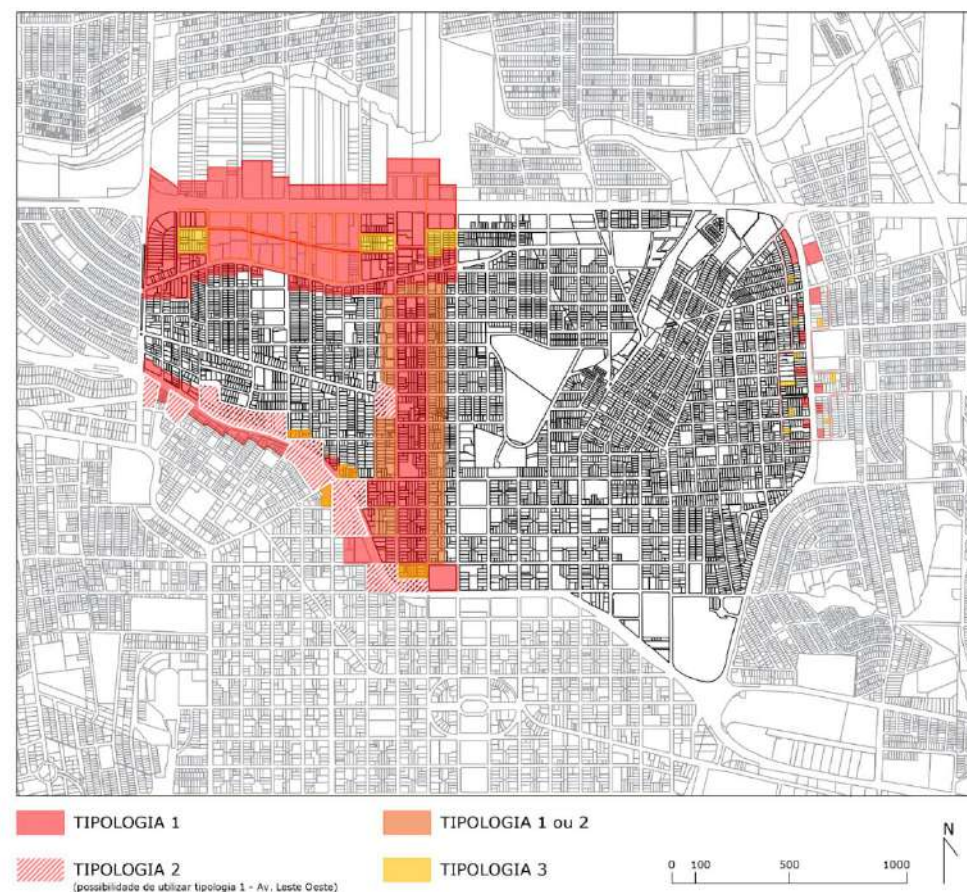 TIPOLOGIA 1
TIPOLOGIA 1 ou 2
TIPOLOGIA 2
(possibilidade de utilizar tipologia 1 - Av. Leste Oeste)
TIPOLOGIA 3
0 100 500 1000
N